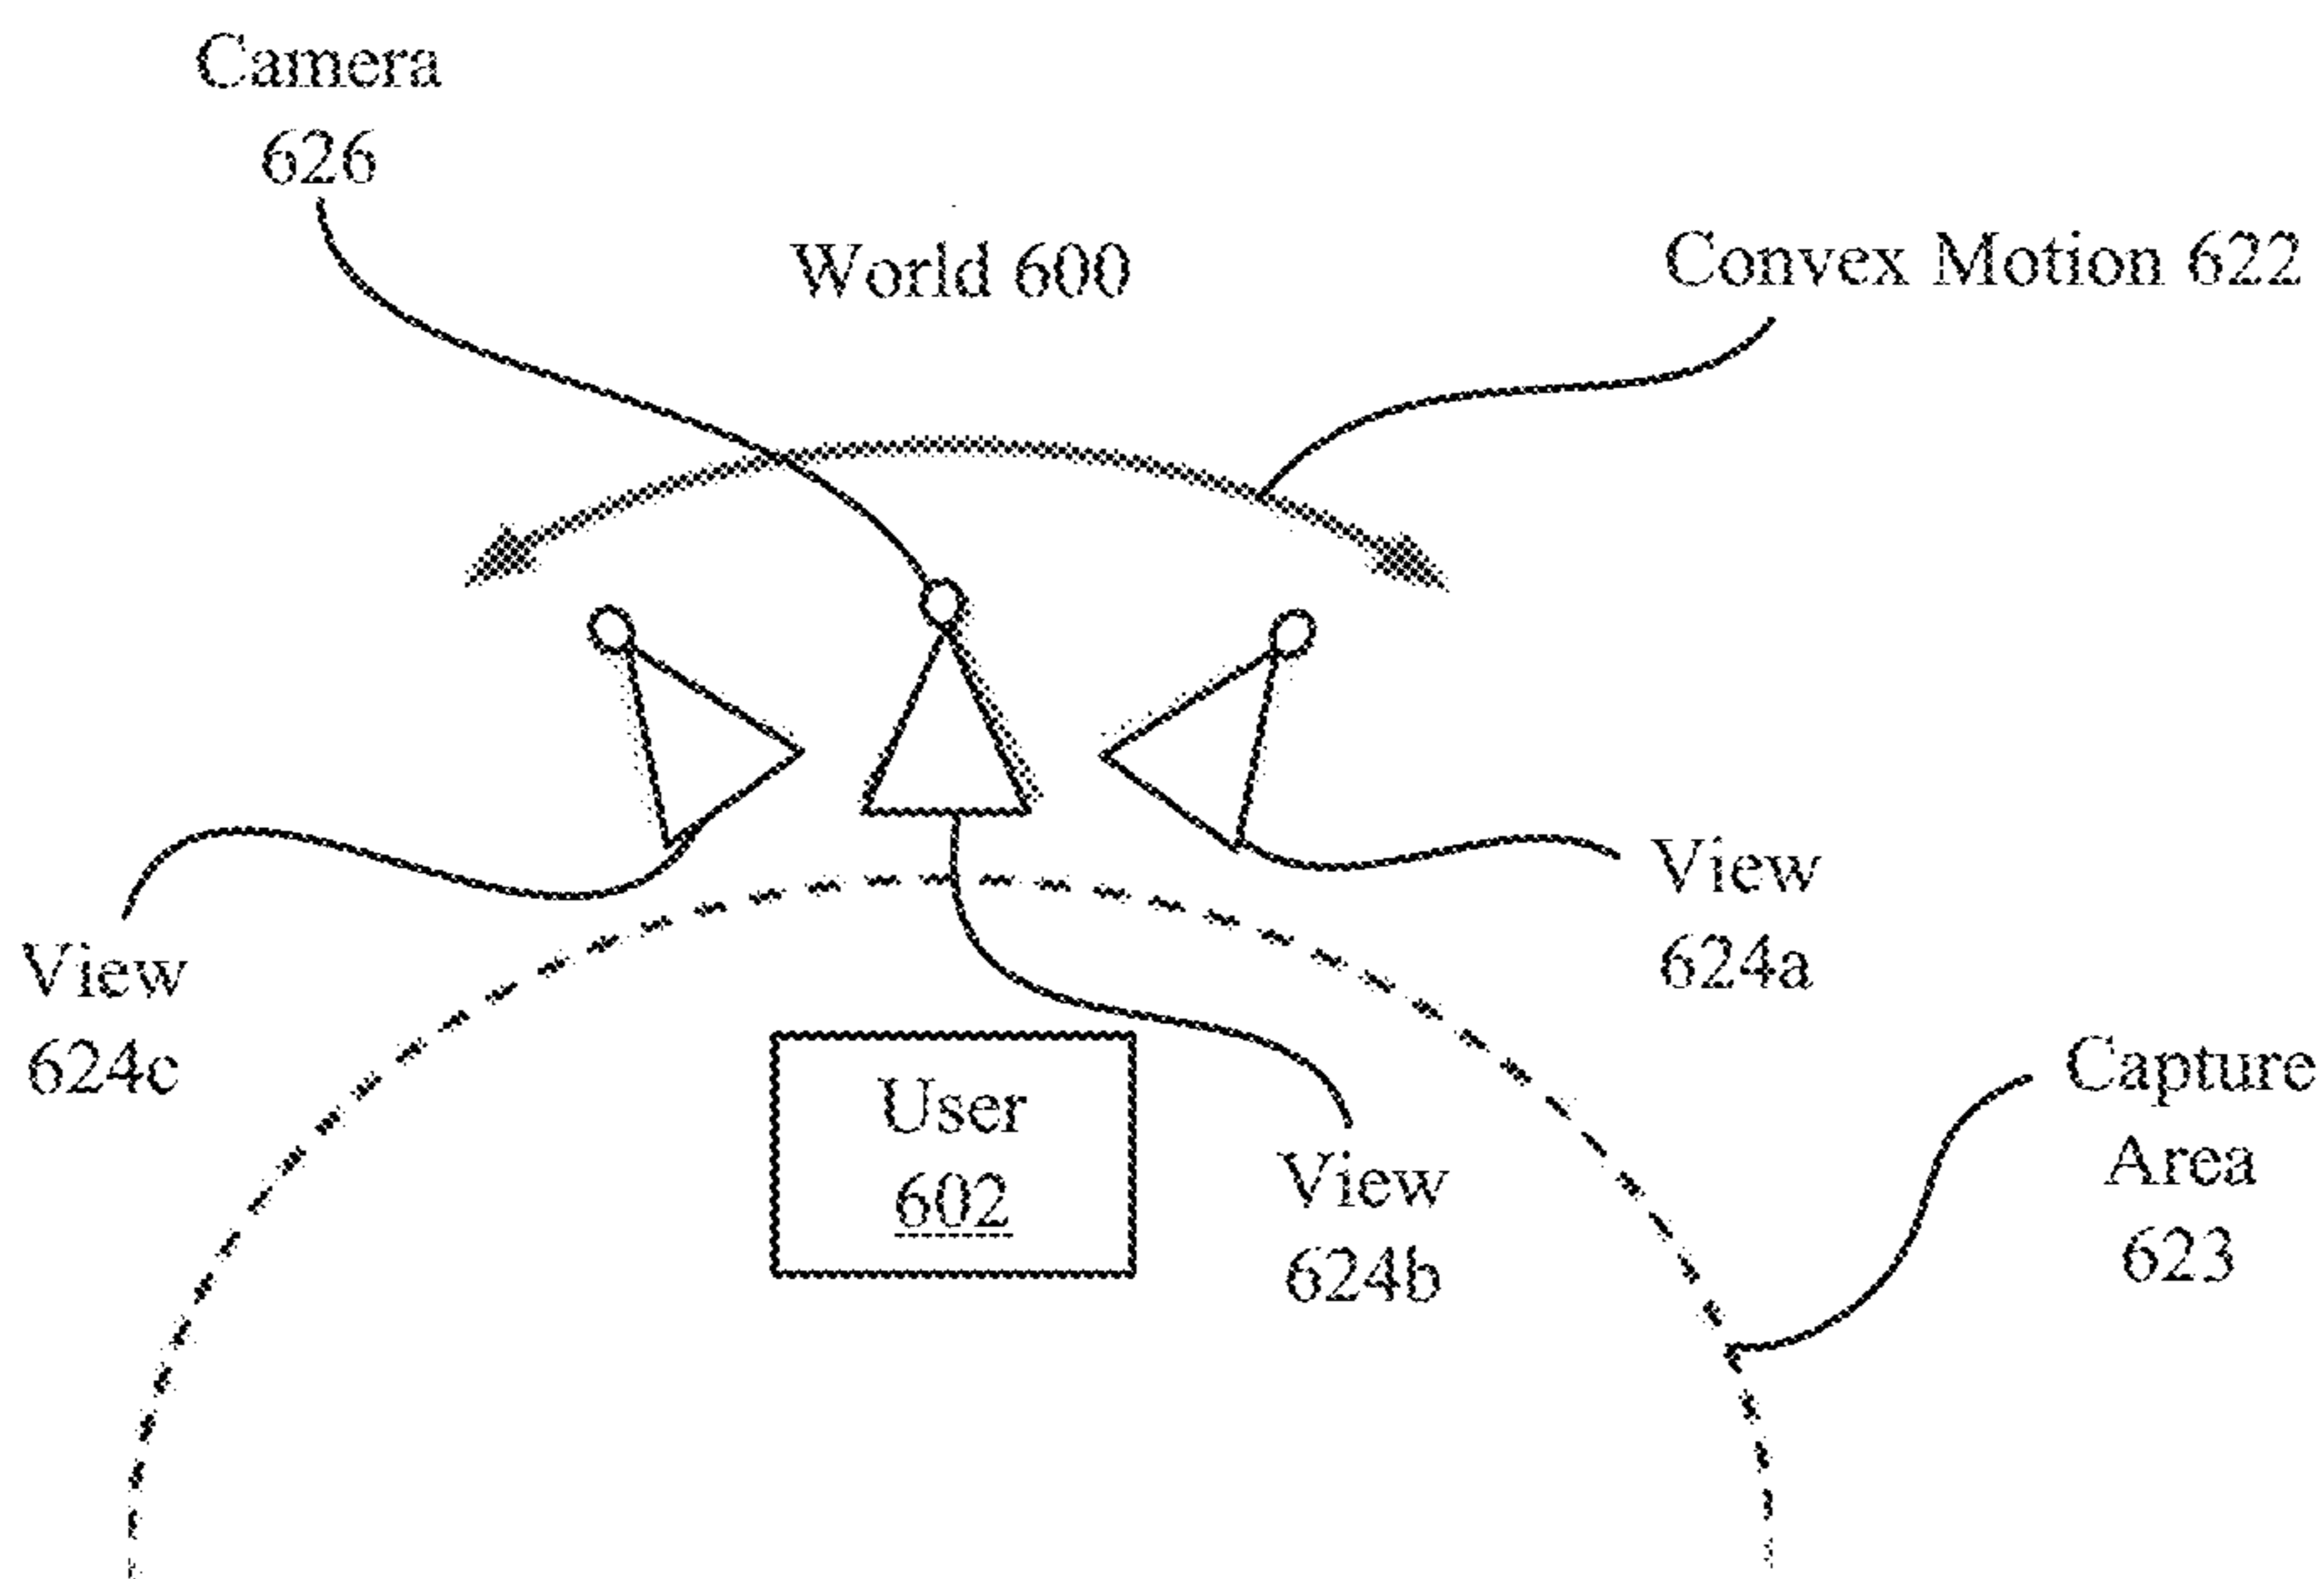 Camera
626
World 600
Convex Motion 622
View
624a
View
624c
Capture
Area
623
User
602
View
624b